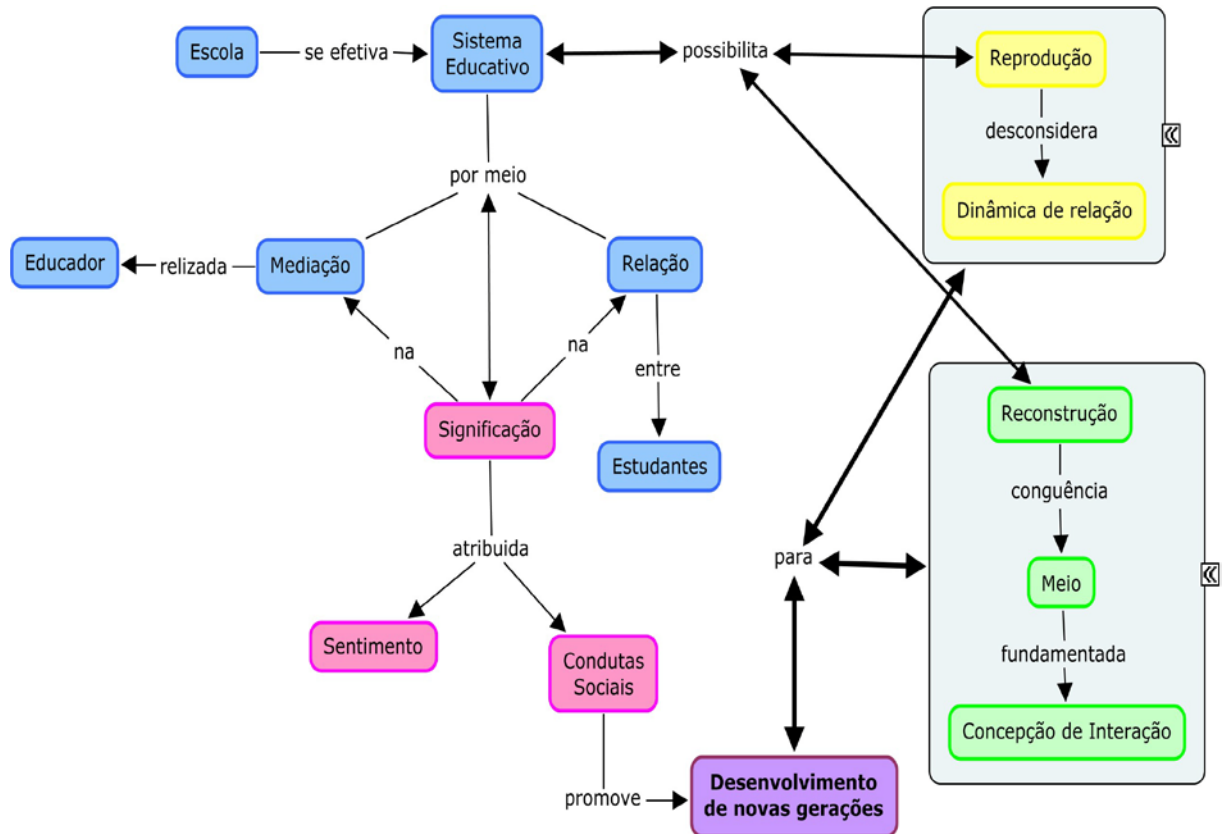 Escola
se efetiva
Sistema
Educativo
possibilita
Reprodução
desconsidera
Dinâmica de relação
por meio
Educador
relizada
Mediação
Relação
na
na
entre
Significação
Estudantes
Reconstrução
conguência
Meio
fundamentada
Concepção de Interação
atribuida
para
Sentimento
Condutas
Sociais
promove
Desenvolvimento
de novas gerações